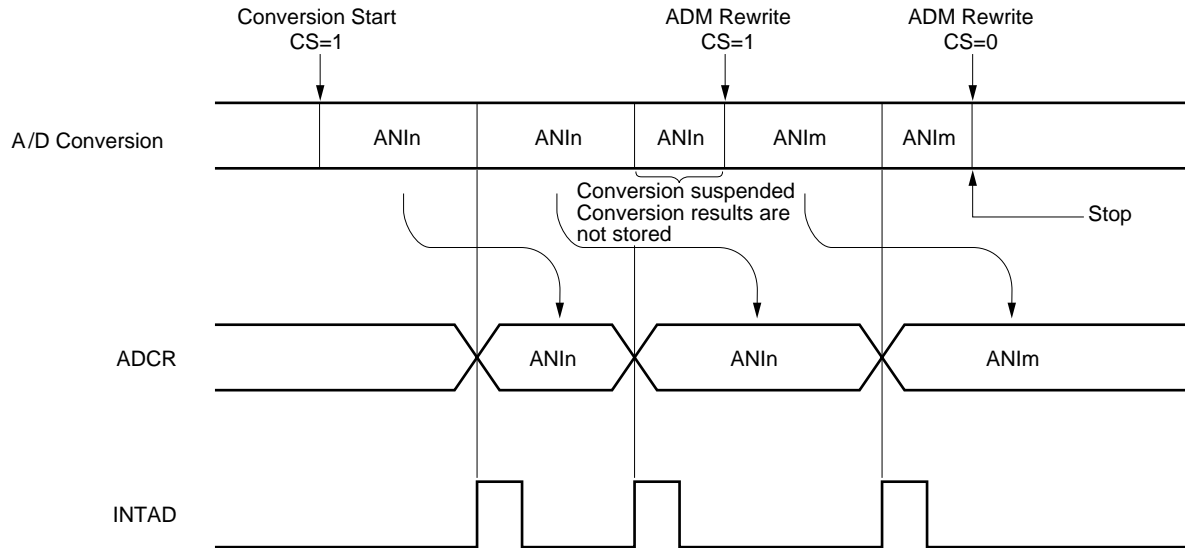 Conversion Start
CS=1
ADM Rewrite
CS=1
ADM Rewrite
CS=0
A/D Conversion
ANIn
ANIn
ANIn
ANIm
ANIm
Conversion suspended
Conversion results are
not stored
Stop
ADCR
ANIn
ANIn
ANIm
INTAD